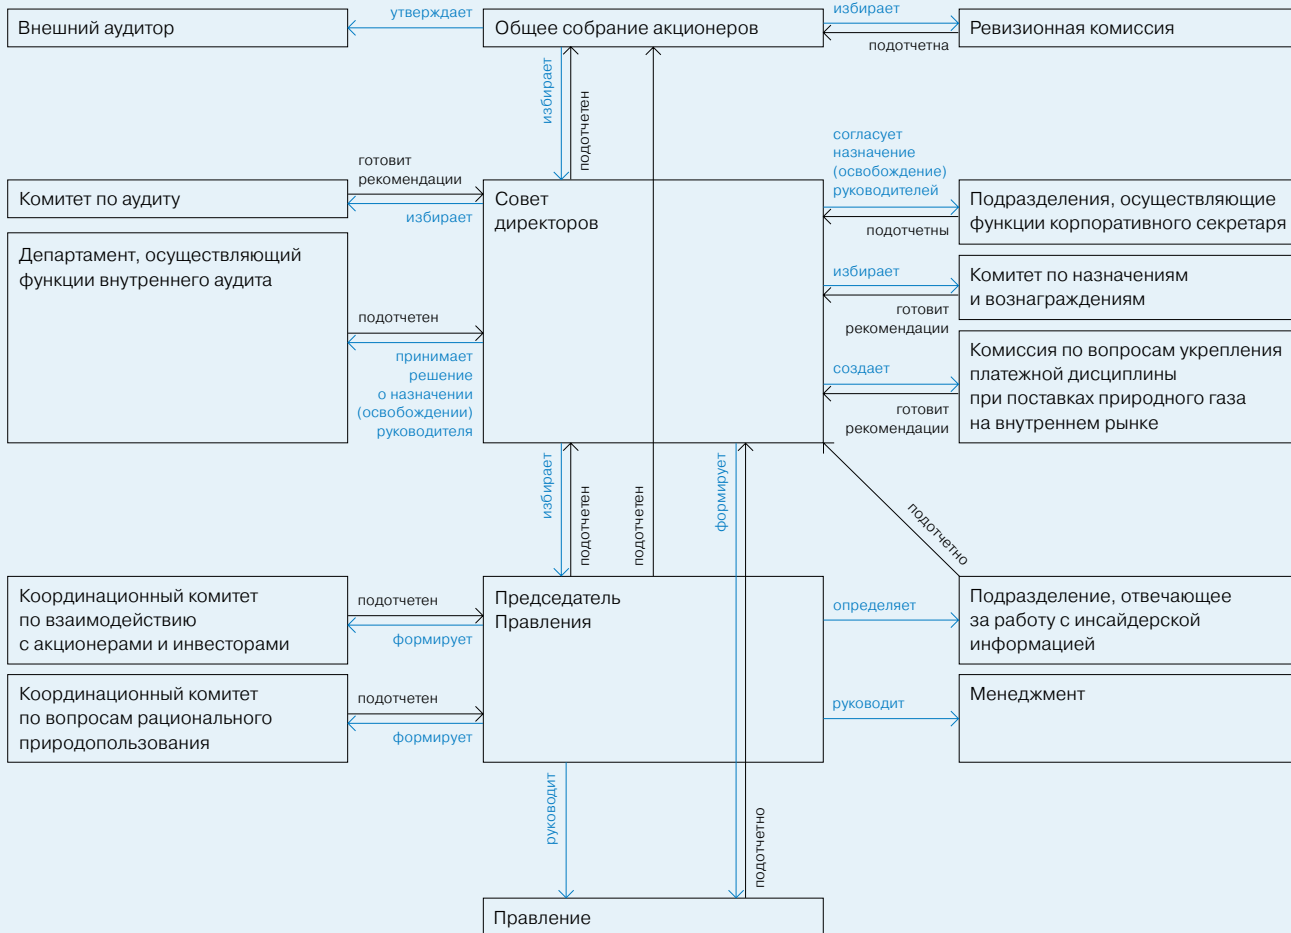 утверждает
избирает
Внешний аудитор
Общее собрание акционеров
Ревизионная комиссия
подотчетна
избирает
подотчетен
согласует
назначение
(освобождение)
руководителей
готовит
рекомендации
Комитет по аудиту
избирает
Совет
директоров
Подразделения, осуществляющие
функции корпоративного секретаря
подотчетны
Департамент, осуществляющий
функции внутреннего аудита
избирает
Комитет по назначениям
и вознаграждениям
готовит
рекомендации
подотчетен
принимает
решение
о назначении
(освобождении)
руководителя
создает
Комиссия по вопросам укрепления
платежной дисциплины
при поставках природного газа
на внутреннем рынке
готовит
рекомендации
избирает
подотчетен
подотчетен
формирует
подотчетно
Координационный комитет
по взаимодействию
с акционерами и инвесторами
подотчетен
формирует
Председатель
Правления
определяет
Подразделение, отвечающее
за работу с инсайдерской
информацией
Координационный комитет
по вопросам рационального
природопользования
подотчетен
формирует
руководит
Менеджмент
руководит
подотчетно
Правление